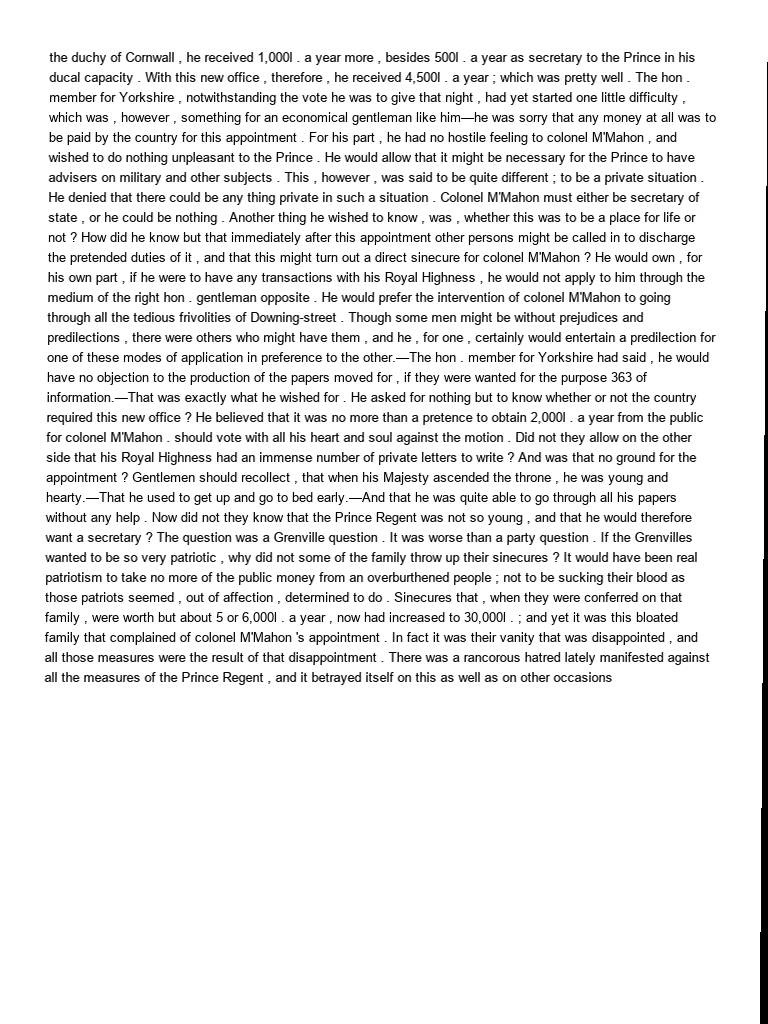 the duchy of Cornwall , he received 1,000l . a year more , besides 500l . a year as secretary to the Prince in his
ducal capacity . With this new office , therefore , he received 4,500l . a year ; which was pretty well . The hon .
member for Yorkshire , notwithstanding the vote he was to give that night , had yet started one little difficulty ,
which was , however , something for an economical gentleman like him—he was sorry that any money at all was to
be paid by the country for this appointment . For his part , he had no hostile feeling to colonel M'Mahon , and
wished to do nothing unpleasant to the Prince . He would allow that it might be necessary for the Prince to have
advisers on military and other subjects . This , however , was said to be quite different ; to be a private situation .
He denied that there could be any thing private in such a situation . Colonel M'Mahon must either be secretary of
state , or he could be nothing . Another thing he wished to know , was , whether this was to be a place for life or
not ? How did he know but that immediately after this appointment other persons might be called in to discharge
the pretended duties of it , and that this might turn out a direct sinecure for colonel M'Mahon ? He would own , for
his own part , if he were to have any transactions with his Royal Highness , he would not apply to him through the
medium of the right hon . gentleman opposite . He would prefer the intervention of colonel M'Mahon to going
through all the tedious frivolities of Downing-street . Though some men might be without prejudices and
predilections , there were others who might have them , and he , for one , certainly would entertain a predilection for
one of these modes of application in preference to the other.—The hon . member for Yorkshire had said , he would
have no objection to the production of the papers moved for , if they were wanted for the purpose 363 of
information.—That was exactly what he wished for . He asked for nothing but to know whether or not the country
required this new office ? He believed that it was no more than a pretence to obtain 2,000l . a year from the public
for colonel M'Mahon . should vote with all his heart and soul against the motion . Did not they allow on the other
side that his Royal Highness had an immense number of private letters to write ? And was that no ground for the
appointment ? Gentlemen should recollect , that when his Majesty ascended the throne , he was young and
hearty.—That he used to get up and go to bed early.—And that he was quite able to go through all his papers
without any help . Now did not they know that the Prince Regent was not so young , and that he would therefore
want a secretary ? The question was a Grenville question . It was worse than a party question . If the Grenvilles
wanted to be so very patriotic , why did not some of the family throw up their sinecures ? It would have been real
patriotism to take no more of the public money from an overburthened people ; not to be sucking their blood as
those patriots seemed , out of affection , determined to do . Sinecures that , when they were conferred on that
family , were worth but about 5 or 6,000l . a year , now had increased to 30,000l . ; and yet it was this bloated
family that complained of colonel M'Mahon 's appointment . In fact it was their vanity that was disappointed , and
all those measures were the result of that disappointment . There was a rancorous hatred lately manifested against
all the measures of the Prince Regent , and it betrayed itself on this as well as on other occasions